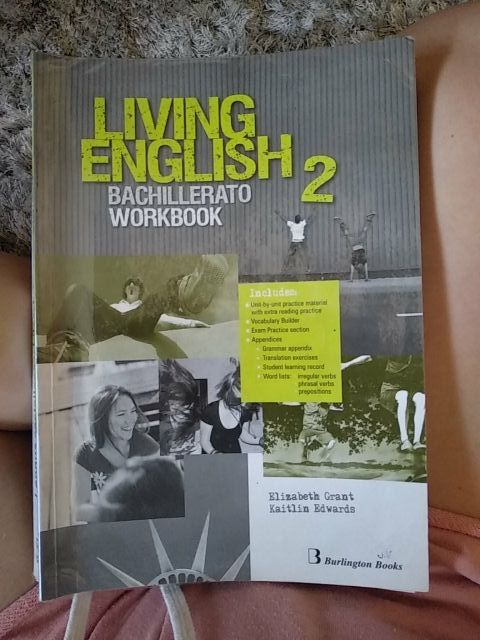 LIVING
ENGLISH 2
BACHILLERATO
WORKBOOK
Includes:
Unit-by-unit practice material
with extra reading practice
Vocabulary Builder
Exam Practice section
Appendices
Grammar appendix
Translation exercises
Student learning record
Word lists: irregular verbs
phrasal verbs
prepositions
Elizabeth Grant
Kaitlin Edwards
B Burlington Books